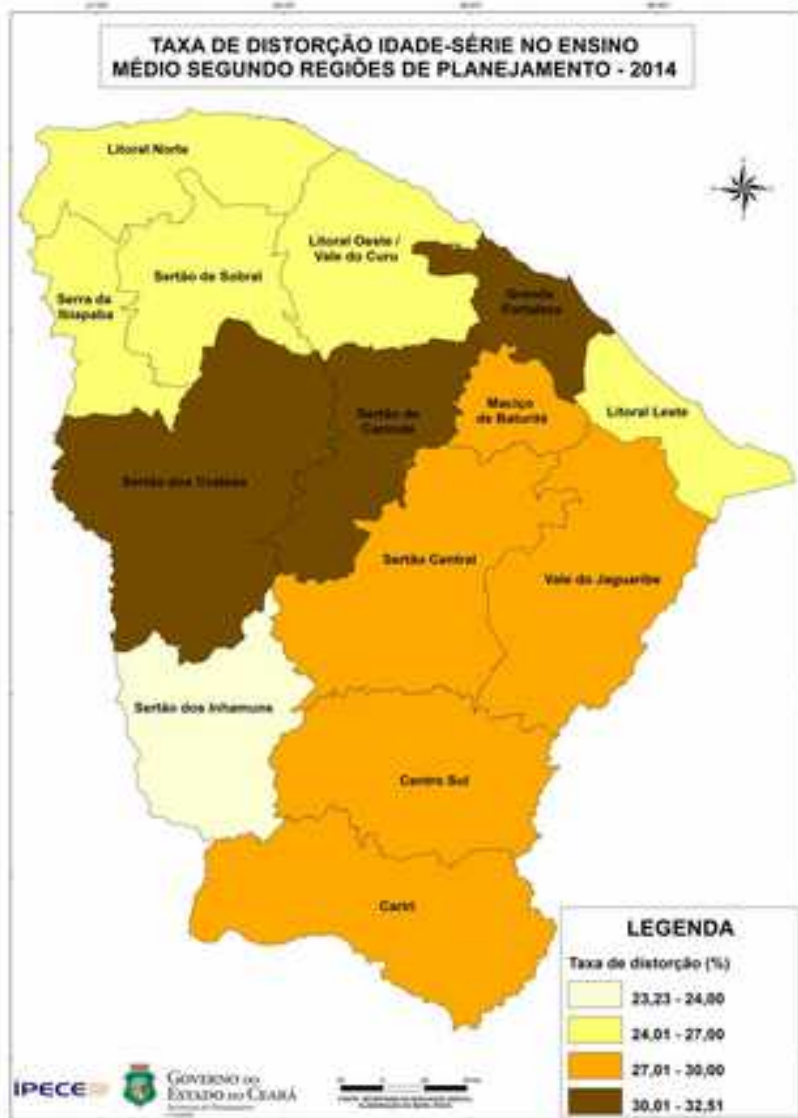 TAXA DE DISTORÇÃO IDADE-SÉRIE NO ENSINO
MÉDIO SEGUNDO REGIÕES DE PLANEJAMENTO - 2014
Litoral Norte
Litoral Oeste /
Vale do Curu
Sertão de Sobral
Serra da
Ibiapaba
Grande
Fortaleza
Maciço
de Baturité
Litoral Leste
Sertão de
Canindé
Sertão dos Crateús
Sertão Central
Vale do Jaguaribe
Sertão dos Inhamuns
Centro Sul
Cariri
LEGENDA
Taxa de distorção (%)
23,23 - 24,00
24,01 - 27,00
27,01 - 30,00
30,01 - 32,51
IPECE
GOVERNO DO
ESTADO DO CEARÁ